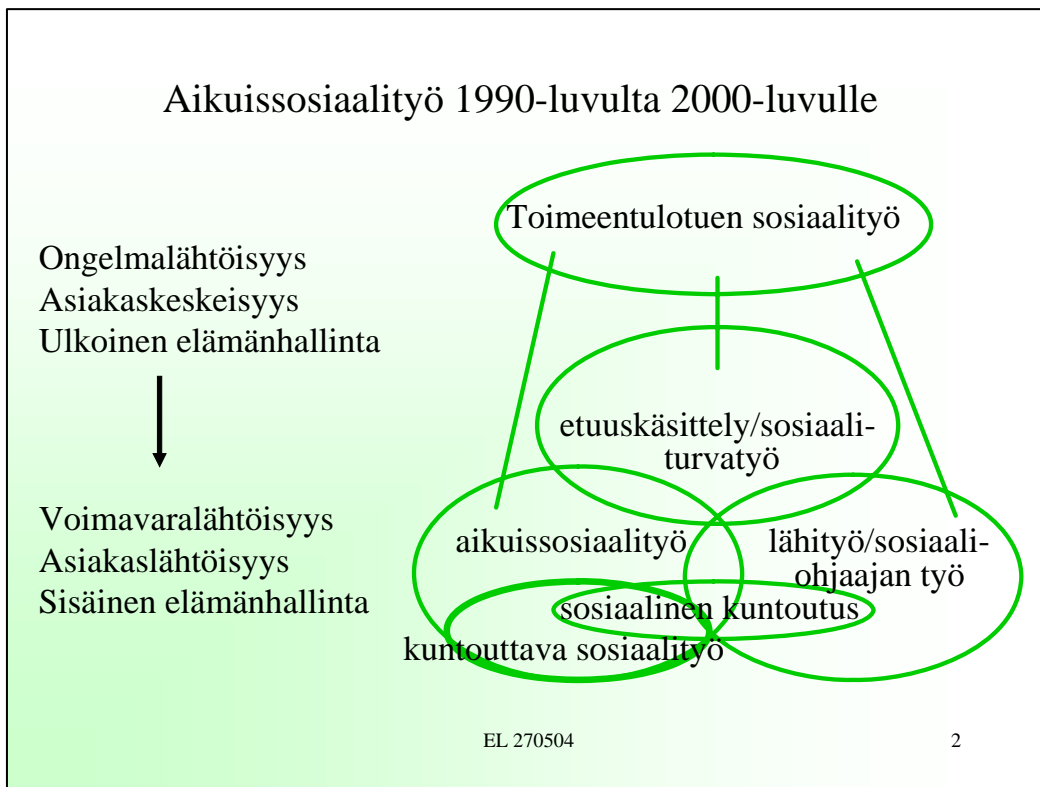 Aikuissosiaalityö 1990-luvulta 2000-luvulle
Ongelmalähtöisyys
Asiakaskeskeisyys
Ulkoinen elämänhallinta
Voimavaralähtöisyys
Asiakaslähtöisyys
Sisäinen elämänhallinta
Toimeentulotuen sosiaalityö
etuuskäsittely/sosiaali-
turvatyö
aikuissosiaalityö
lähityö/sosiaali-
ohjaajan työ
sosiaalinen kuntoutus
kuntouttava sosiaalityö
EL 270504
2